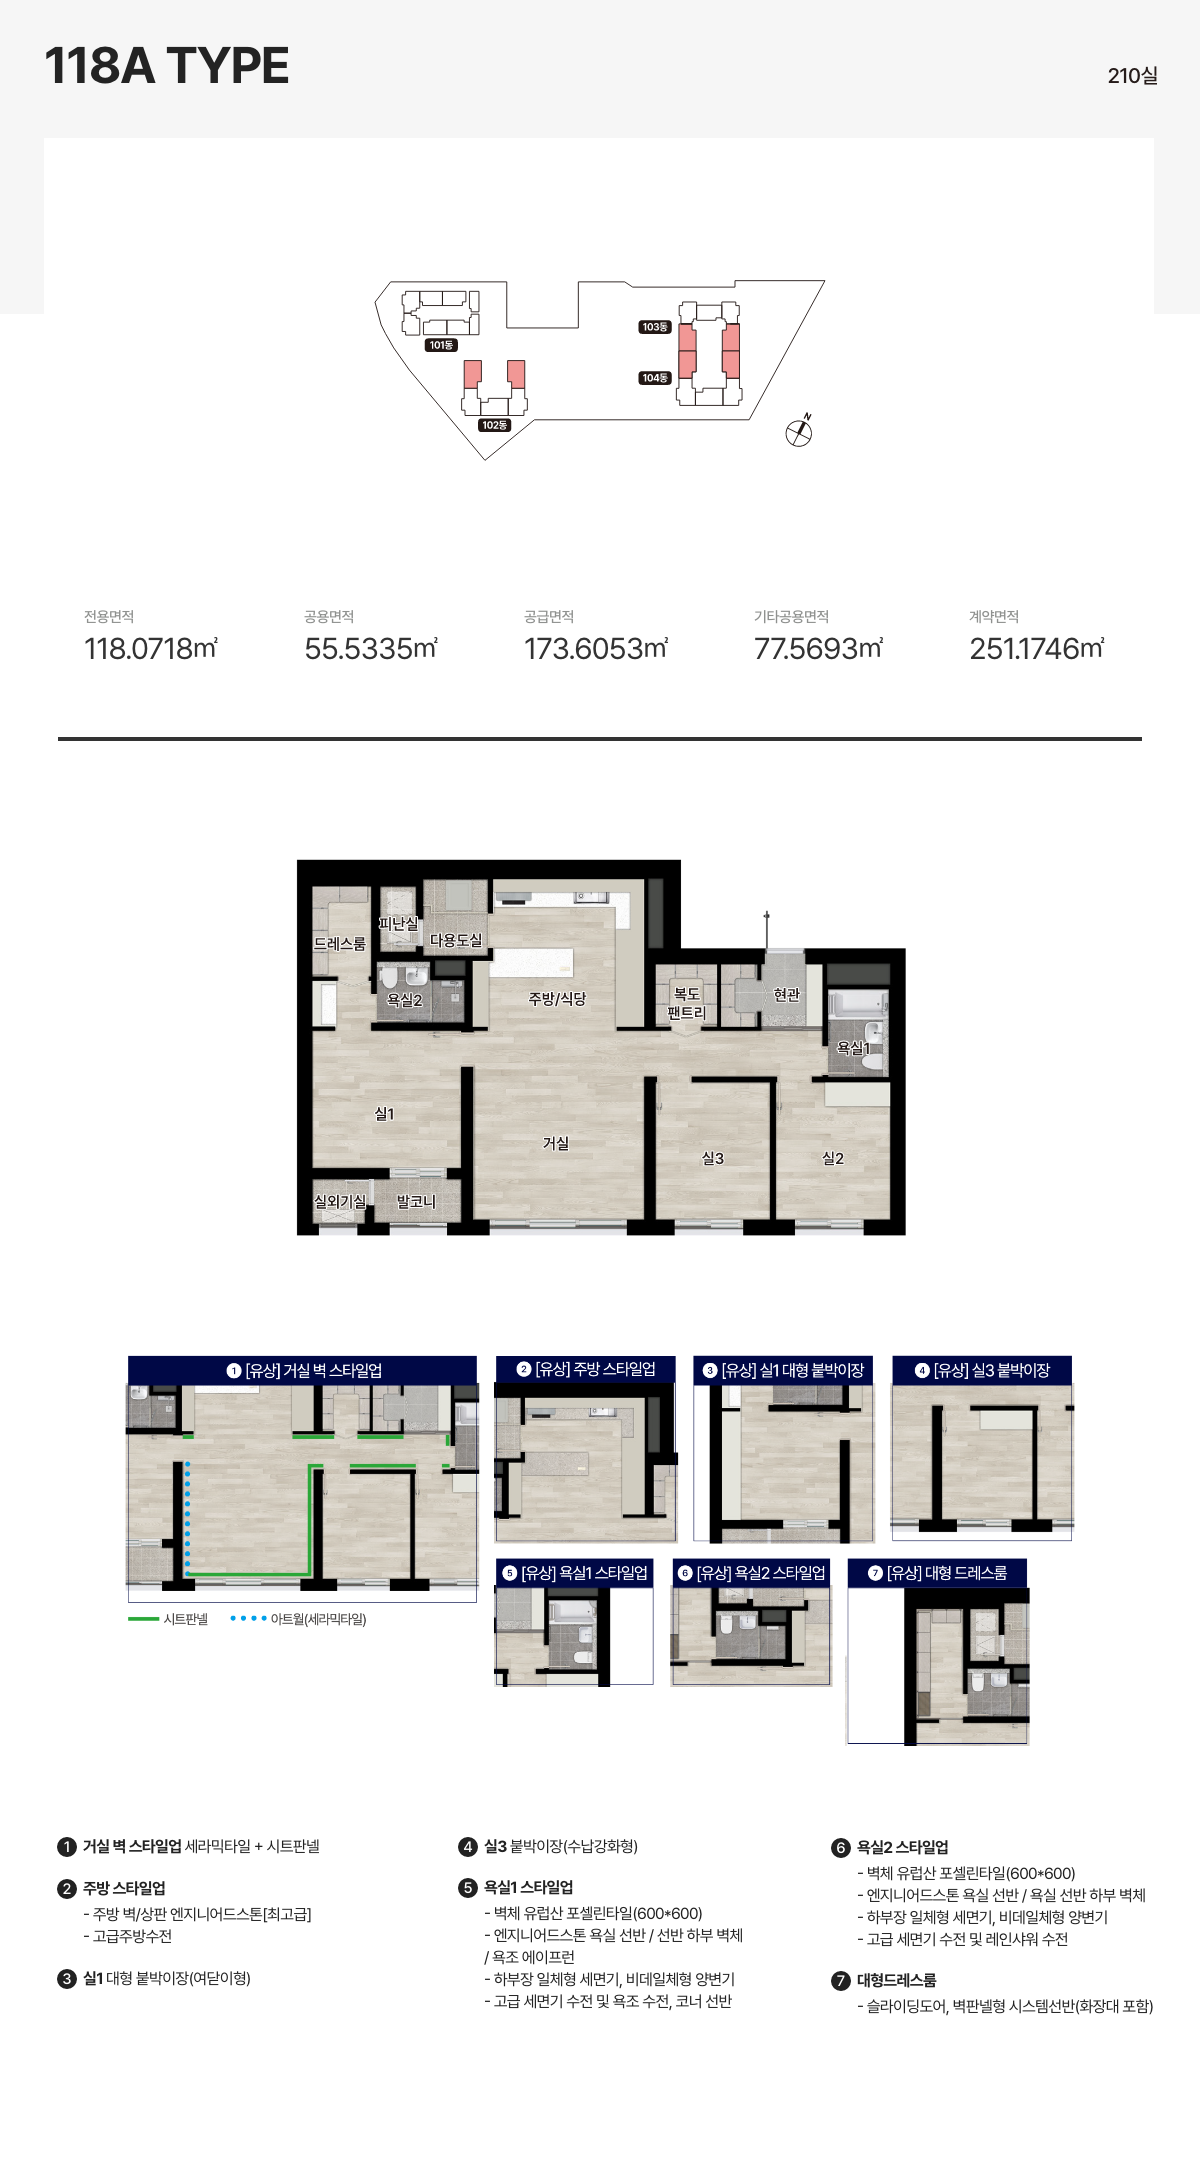 118A TYPE
210실
101동
102동
103동
104동
N
전용면적
118.0718㎡
공용면적
55.5335㎡
공급면적
173.6053㎡
기타공용면적
77.5693㎡
계약면적
251.1746㎡
드레스룸
피난실
다용도실
욕실2
주방/식당
복도
팬트리
현관
욕실1
실1
거실
실3
실2
실외기실
발코니
1 [유상] 거실 벽 스타일업
2 [유상] 주방 스타일업
3 [유상] 실1 대형 붙박이장
4 [유상] 실3 붙박이장
5 [유상] 욕실1 스타일업
6 [유상] 욕실2 스타일업
7 [유상] 대형 드레스룸
시트판넬
아트월(세라믹타일)
1 거실 벽 스타일업 세라믹타일 + 시트판넬
2 주방 스타일업
- 주방 벽/상판 엔지니어드스톤[최고급]
- 고급주방수전
3 실1 대형 붙박이장(여닫이형)
4 실3 붙박이장(수납강화형)
5 욕실1 스타일업
- 벽체 유럽산 포셀린타일(600*600)
- 엔지니어드스톤 욕실 선반 / 선반 하부 벽체
/ 욕조 에이프런
- 하부장 일체형 세면기, 비데일체형 양변기
- 고급 세면기 수전 및 욕조 수전, 코너 선반
6 욕실2 스타일업
- 벽체 유럽산 포셀린타일(600*600)
- 엔지니어드스톤 욕실 선반 / 욕실 선반 하부 벽체
- 하부장 일체형 세면기, 비데일체형 양변기
- 고급 세면기 수전 및 레인샤워 수전
7 대형드레스룸
- 슬라이딩도어, 벽판넬형 시스템선반(화장대 포함)